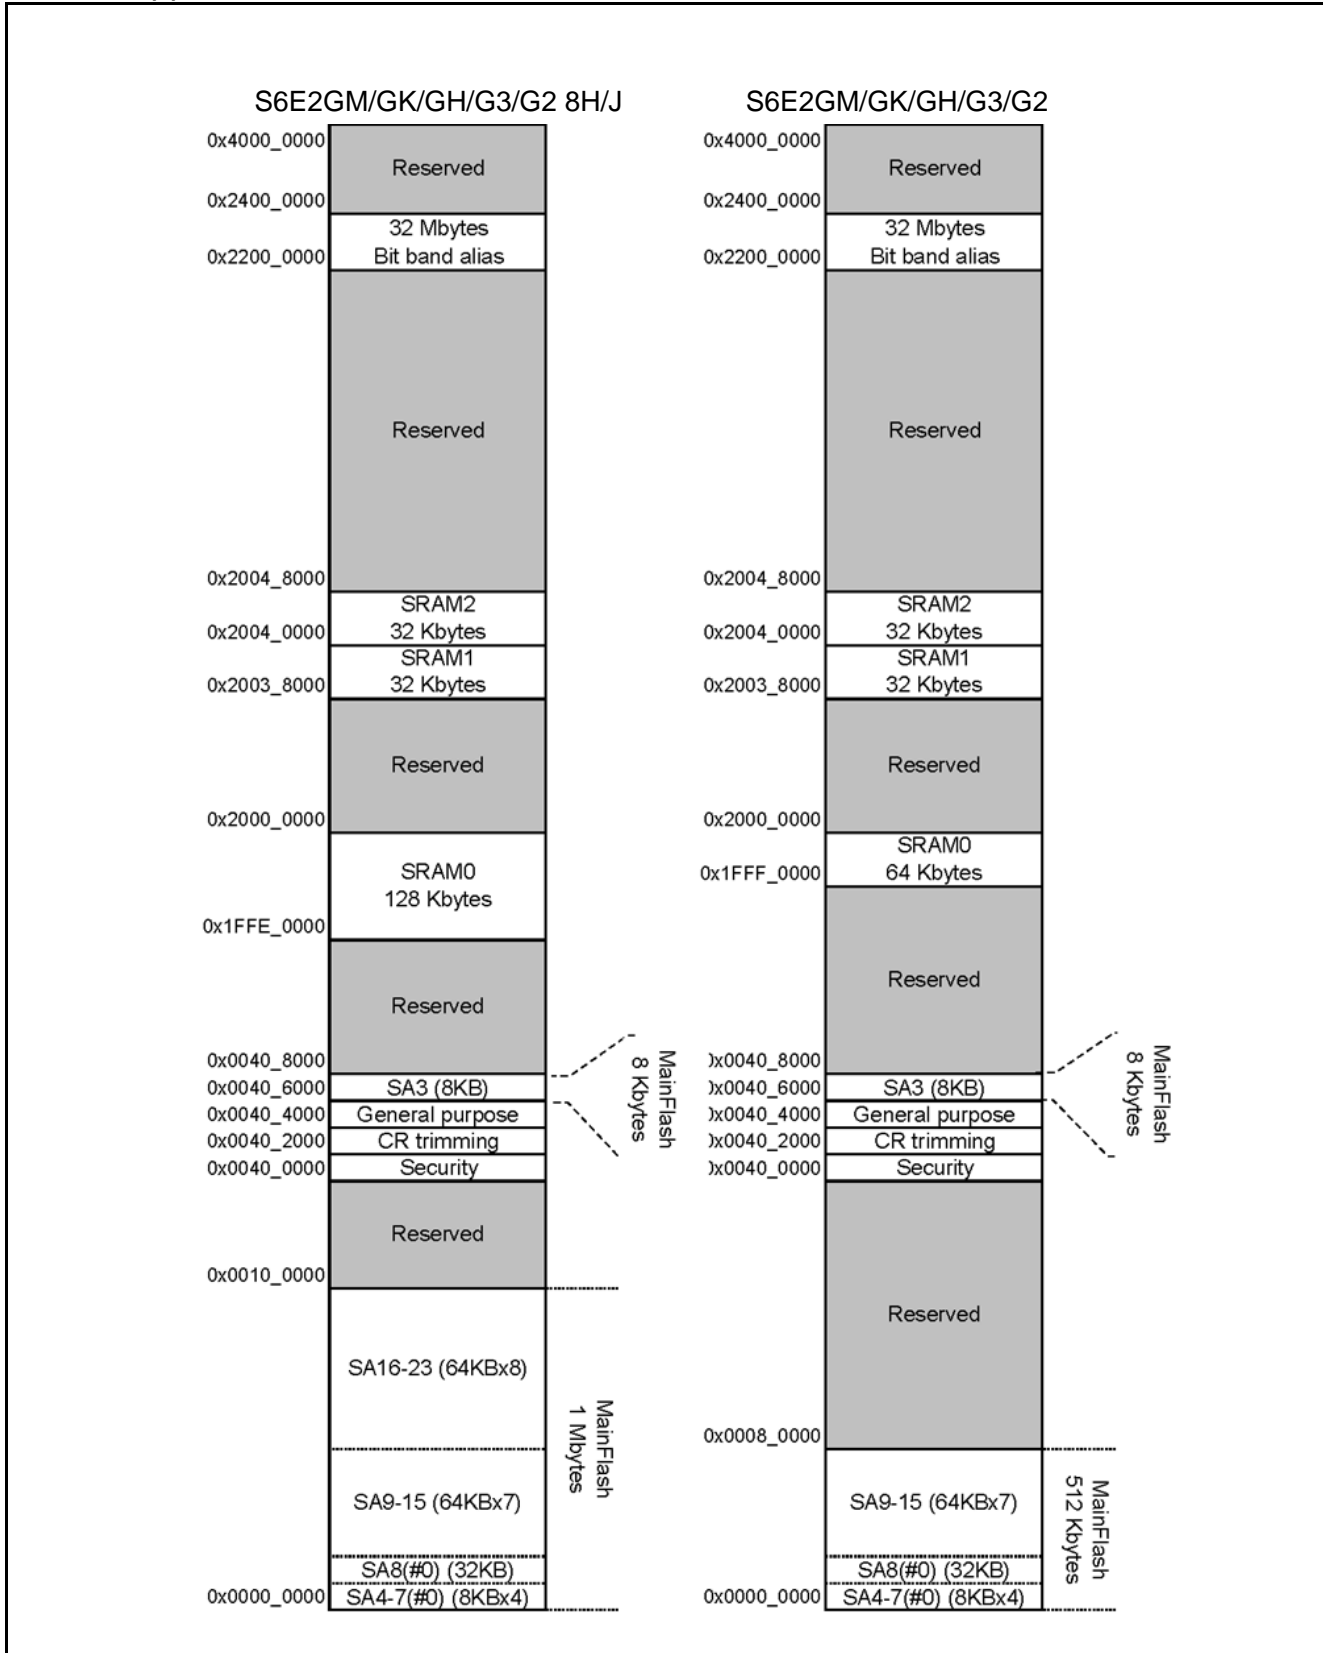 S6E2GM/GK/GH/G3/G2 8H/J
0x4000_0000
Reserved
0x2400_0000
32 Mbytes
0x2200_0000 Bit band alias
Reserved
0x2004_8000
SRAM2
0x2004_0000 32 Kbytes
SRAM1
0x2003_8000 32 Kbytes
Reserved
0x2000_0000
SRAM0
128 Kbytes
0x1FFE_0000
Reserved
0x0040_8000
0x0040_6000 SA3 (8KB)
0x0040_4000 General purpose
0x0040_2000 CR trimming
0x0040_0000 Security
MainFlash
8 Kbytes
Reserved
0x0010_0000
SA16-23 (64KBx8)
MainFlash
1 Mbytes
SA9-15 (64KBx7)
SA8(#0) (32KB)
0x0000_0000 SA4-7(#0) (8KBx4)
S6E2GM/GK/GH/G3/G2
0x4000_0000
Reserved
0x2400_0000
32 Mbytes
0x2200_0000 Bit band alias
Reserved
0x2004_8000
SRAM2
0x2004_0000 32 Kbytes
SRAM1
0x2003_8000 32 Kbytes
Reserved
0x2000_0000
SRAM0
0x1FFF_0000 64 Kbytes
Reserved
x0040_8000
x0040_6000 SA3 (8KB)
x0040_4000 General purpose
x0040_2000 CR trimming
x0040_0000 Security
MainFlash
8 Kbytes
Reserved
0x0008_0000
SA9-15 (64KBx7)
MainFlash
512 Kbytes
SA8(#0) (32KB)
0x0000_0000 SA4-7(#0) (8KBx4)